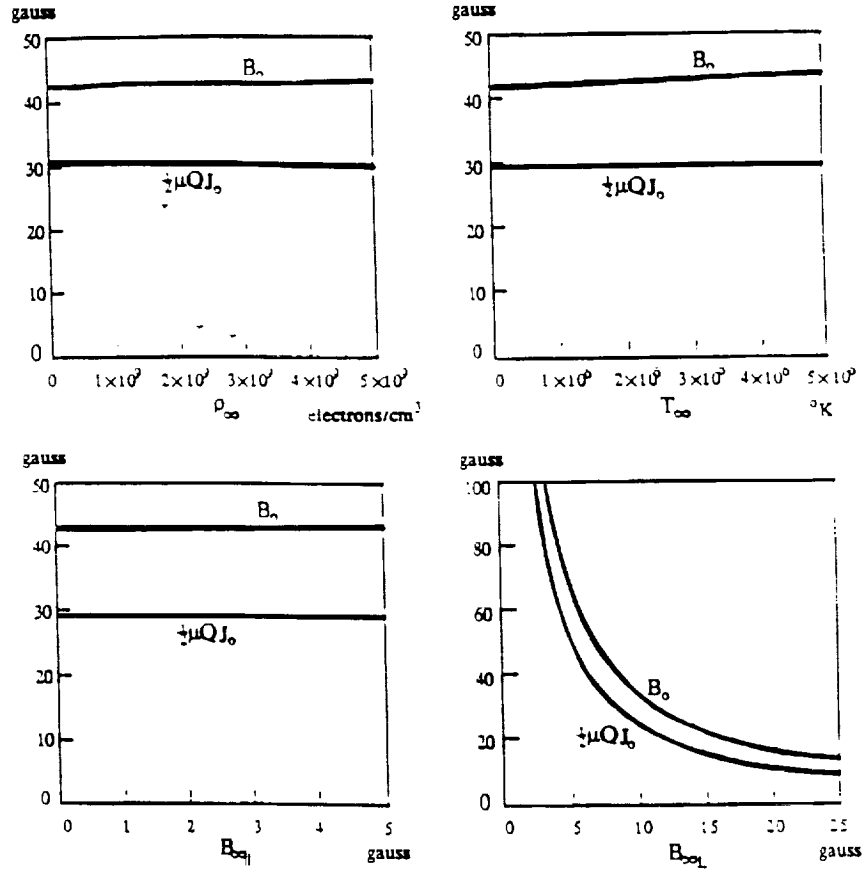 gauss
50
40
30
20
10
0
B₀
½μQJ₀
0 1×10⁹ 2×10⁹ 3×10⁹ 4×10⁹ 5×10⁹
ρ∞ electrons/cm³
gauss
50
40
30
20
10
0
B₀
½μQJ₀
0 1×10⁶ 2×10⁶ 3×10⁶ 4×10⁶ 5×10⁶
T∞ °K
gauss
50
40
30
20
10
0
B₀
½μQJ₀
0 1 2 3 4 5
B∞∥ gauss
gauss
100
80
60
40
20
0
B₀
½μQJ₀
0 5 10 15 20 25
B∞⊥ gauss